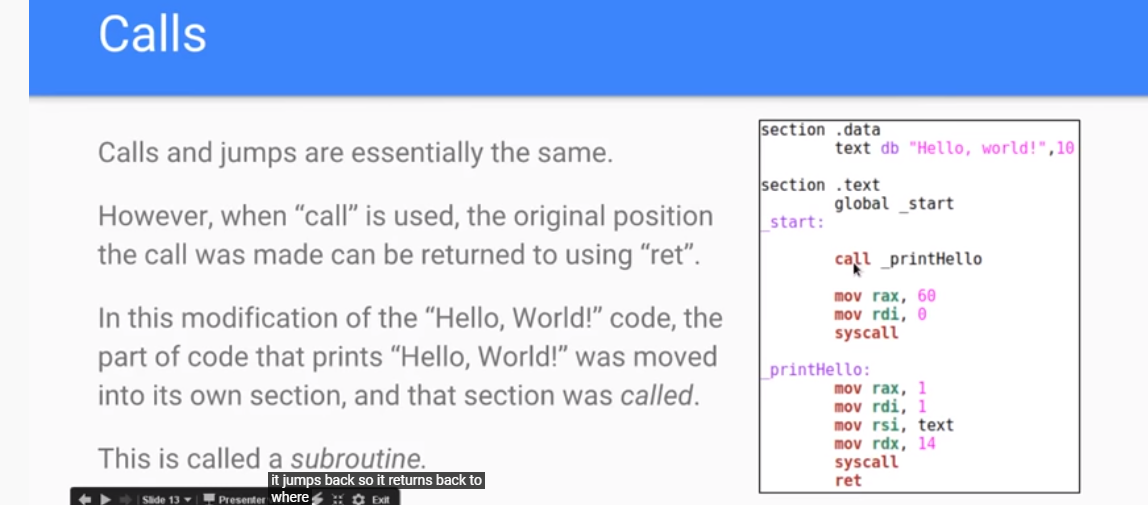 Calls
Calls and jumps are essentially the same.
However, when “call” is used, the original position
the call was made can be returned to using “ret”.
In this modification of the “Hello, World!” code, the
part of code that prints “Hello, World!” was moved
into its own section, and that section was called.
This is called a subroutine.
section .data
text db "Hello, world!",10
section .text
global _start
_start:
call _printHello
mov rax, 60
mov rdi, 0
syscall
_printHello:
mov rax, 1
mov rdi, 1
mov rsi, text
mov rdx, 14
syscall
ret
it jumps back so it returns back to
where
Slide 13
Presenter
Exit